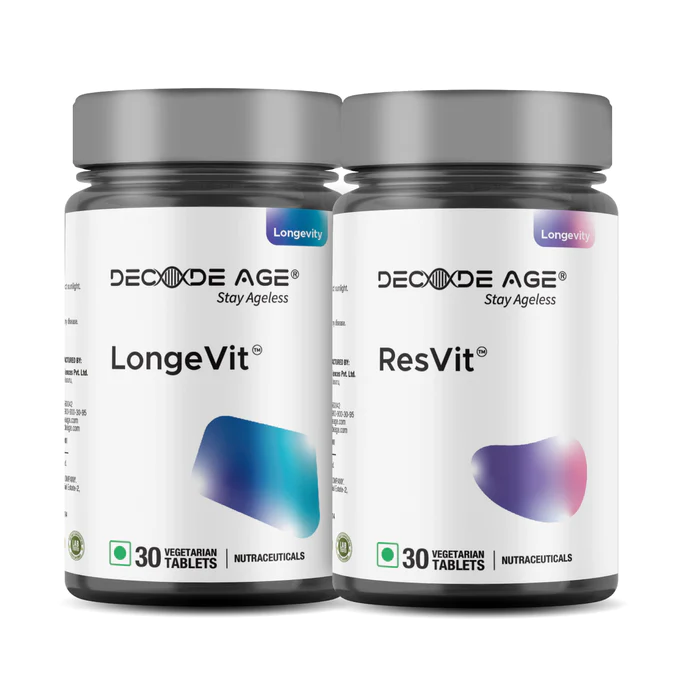 Longevity
DECODE AGE®
Stay Ageless
LongeVit™
30 VEGETARIAN
TABLETS | NUTRACEUTICALS
Longevity
DECODE AGE®
Stay Ageless
ResVit™
30 VEGETARIAN
TABLETS | NUTRACEUTICALS